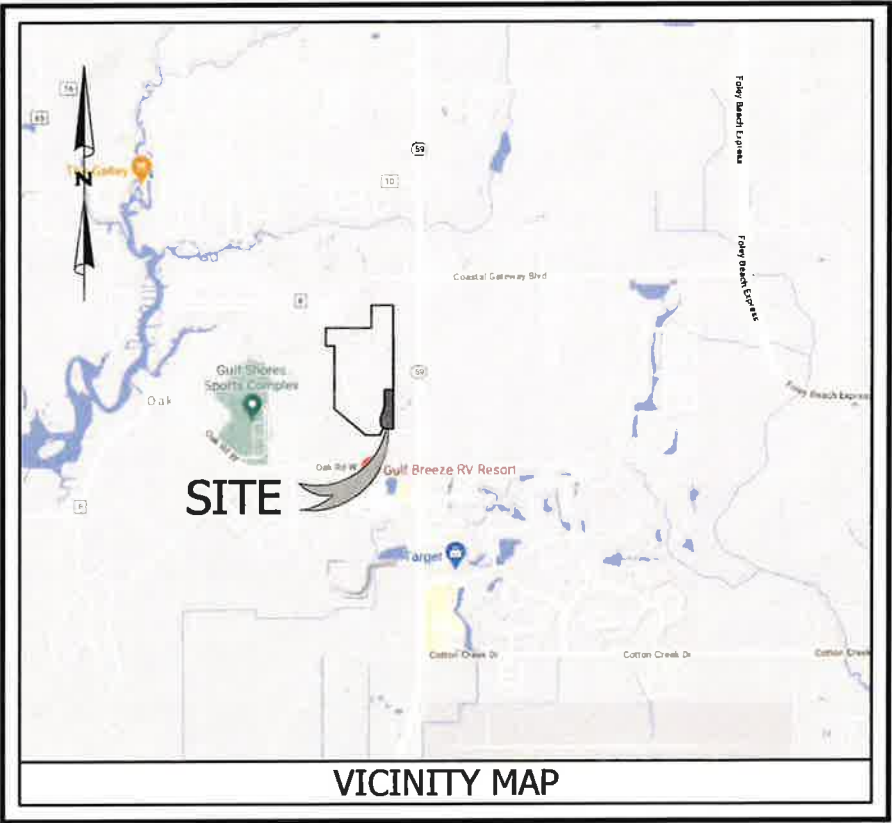 59
10
N
Foley Beach Express
Foley Beach Express
Coastal Gateway Blvd
8
Gulf Shores
Sports Complex
59
Oak
Foley Beach Express
Oak Rd W
Oak Rd W
Gulf Breeze RV Resort
SITE
6
Target
Cotton Creek Dr
Cotton Creek Dr
Cotton Creek
VICINITY MAP